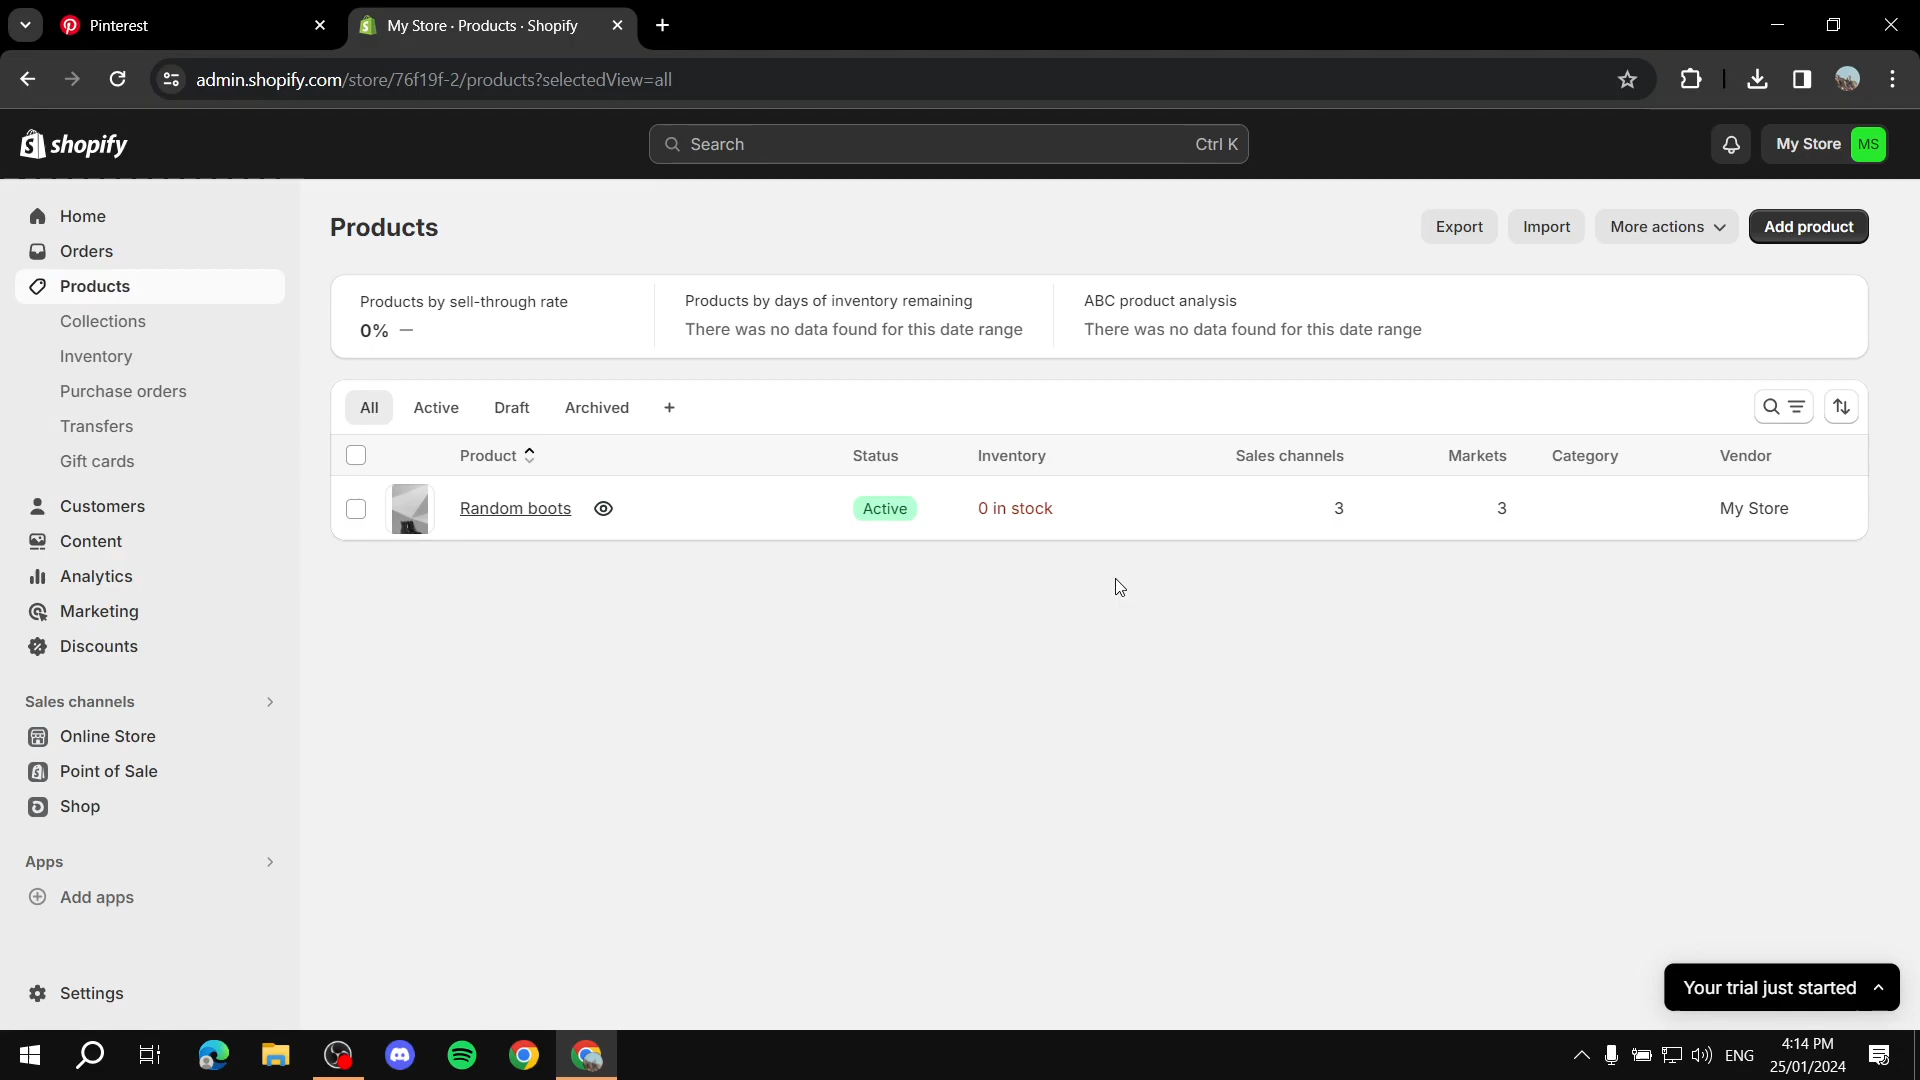 Pinterest
My Store · Products · Shopify
admin.shopify.com/store/76f19f-2/products?selectedView=all
shopify
Search
Ctrl K
My Store
MS
Home
Orders
Products
Collections
Inventory
Purchase orders
Transfers
Gift cards
Customers
Content
Analytics
Marketing
Discounts
Sales channels
Online Store
Point of Sale
Shop
Apps
Add apps
Settings
Products
Export
Import
More actions
Add product
Products by sell-through rate
0% —
Products by days of inventory remaining
There was no data found for this date range
ABC product analysis
There was no data found for this date range
All
Active
Draft
Archived
Product
Status
Inventory
Sales channels
Markets
Category
Vendor
Random boots
Active
0 in stock
3
3
My Store
Your trial just started
ENG
4:14 PM
25/01/2024